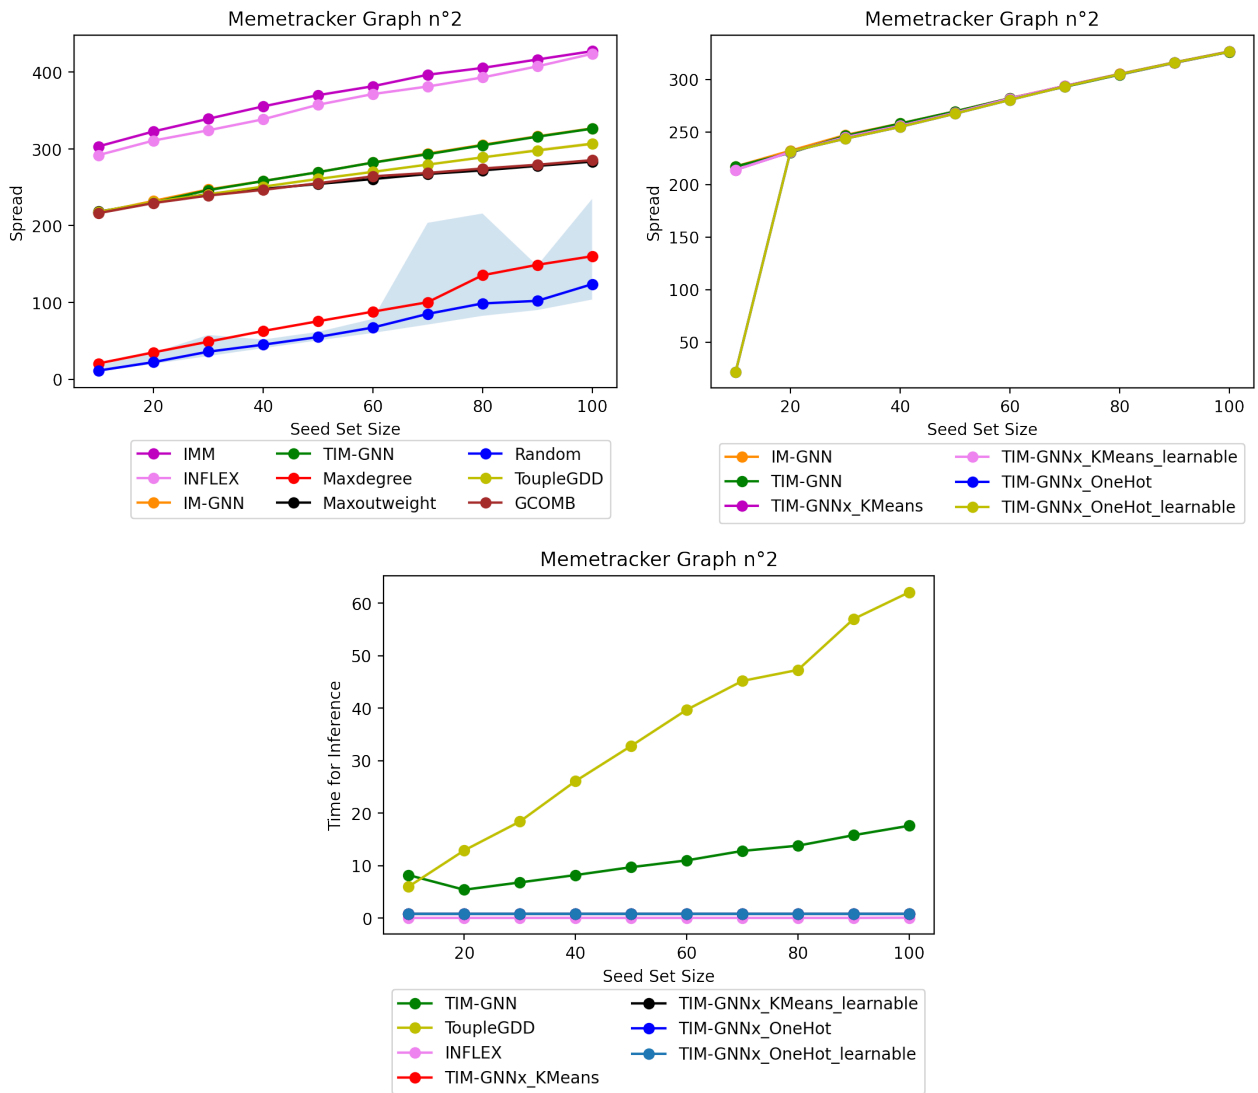 Memetracker Graph n°2
Spread
400
300
200
100
0
20 40 60 80 100
Seed Set Size
IMM TIM-GNN Random
INFLEX Maxdegree ToupleGDD
IM-GNN Maxoutweight GCOMB
Memetracker Graph n°2
Spread
300
250
200
150
100
50
20 40 60 80 100
Seed Set Size
IM-GNN TIM-GNNx_KMeans_learnable
TIM-GNN TIM-GNNx_OneHot
TIM-GNNx_KMeans TIM-GNNx_OneHot_learnable
Memetracker Graph n°2
Time for Inference
60
50
40
30
20
10
0
20 40 60 80 100
Seed Set Size
TIM-GNN TIM-GNNx_KMeans_learnable
ToupleGDD TIM-GNNx_OneHot
INFLEX TIM-GNNx_OneHot_learnable
TIM-GNNx_KMeans